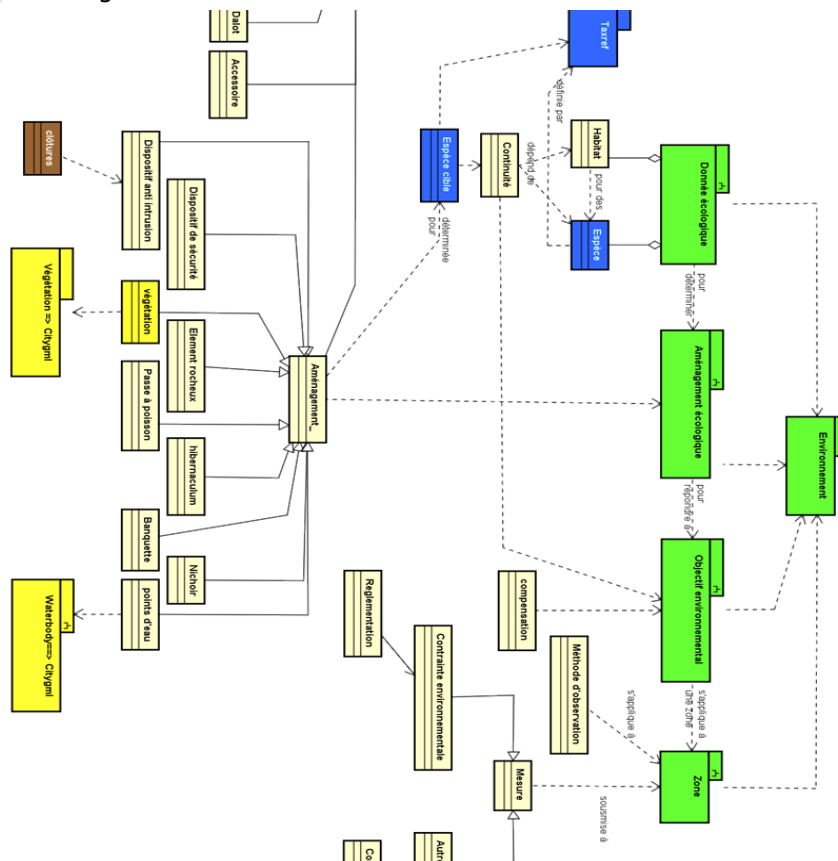 Dalot
Accessoire
clôtures
Dispositif anti intrusion
Dispositif de sécurité
Végétation => Citygml
végétation
Element rocheux
Passe à poisson
hibernaculum
Banquette
Nichoir
points d'eau
Waterbody==> Citygml
Aménagement_
Taxref
définie par
Espèce cible
Continuité
dépend de
Habitat
pour des
Espèce
déterminée
pour
Donnée écologique
pour
déterminer
Aménagement écologique
pour
répondre à
Environnement
Objectif environnemental
compensation
Reglementation
Contrainte environnementale
Méthode d'observation
s'applique à
s'applique à
une zone
Zone
Mesure
sousmise à
Co
Autre